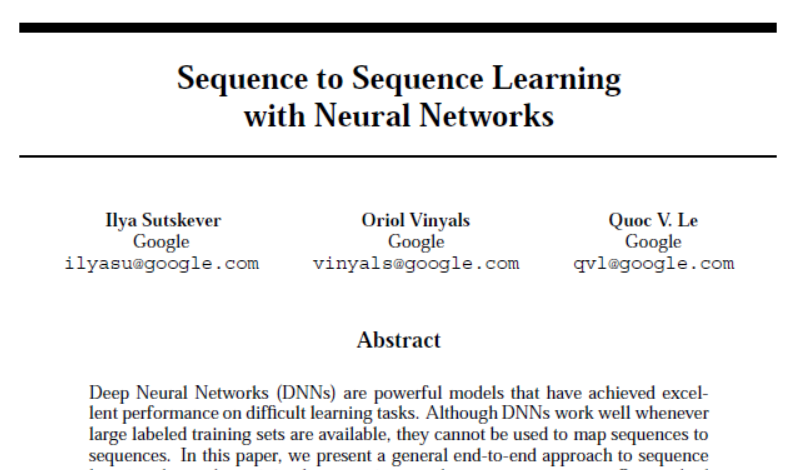 Sequence to Sequence Learning
with Neural Networks
Ilya Sutskever
Google
ilyasu@google.com
Oriol Vinyals
Google
vinyals@google.com
Quoc V. Le
Google
qvl@google.com
Abstract
Deep Neural Networks (DNNs) are powerful models that have achieved excel-
lent performance on difficult learning tasks. Although DNNs work well whenever
large labeled training sets are available, they cannot be used to map sequences to
sequences. In this paper, we present a general end-to-end approach to sequence